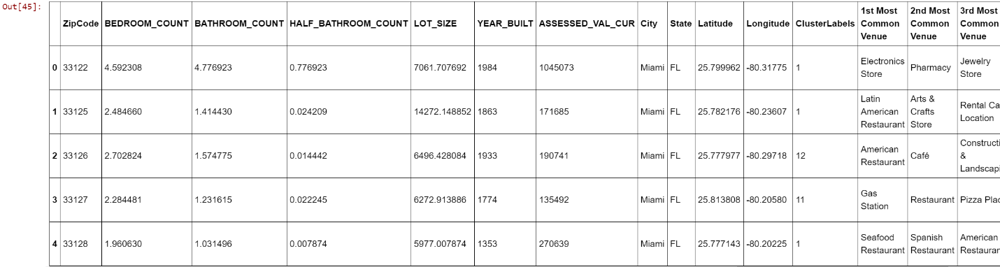 Out[45]:
ZipCode BEDROOM_COUNT BATHROOM_COUNT HALF_BATHROOM_COUNT LOT_SIZE YEAR_BUILT ASSESSED_VAL_CUR City State Latitude Longitude ClusterLabels 1st Most Common Venue 2nd Most Common Venue 3rd Most Common Venue
0 33122 4.592308 4.776923 0.776923 7061.707692 1984 1045073 Miami FL 25.799962 -80.31775 1 Electronics Store Pharmacy Jewelry Store
1 33125 2.484660 1.414430 0.024209 14272.148852 1863 171685 Miami FL 25.782176 -80.23607 1 Latin American Restaurant Arts & Crafts Store Rental Ca Location
2 33126 2.702824 1.574775 0.014442 6496.428084 1933 190741 Miami FL 25.777977 -80.29718 12 American Restaurant Café Constructi & Landscapi
3 33127 2.284481 1.231615 0.022245 6272.913886 1774 135492 Miami FL 25.813808 -80.20580 11 Gas Station Restaurant Pizza Plac
4 33128 1.960630 1.031496 0.007874 5977.007874 1353 270639 Miami FL 25.777143 -80.20225 1 Seafood Restaurant Spanish Restaurant American Restauran